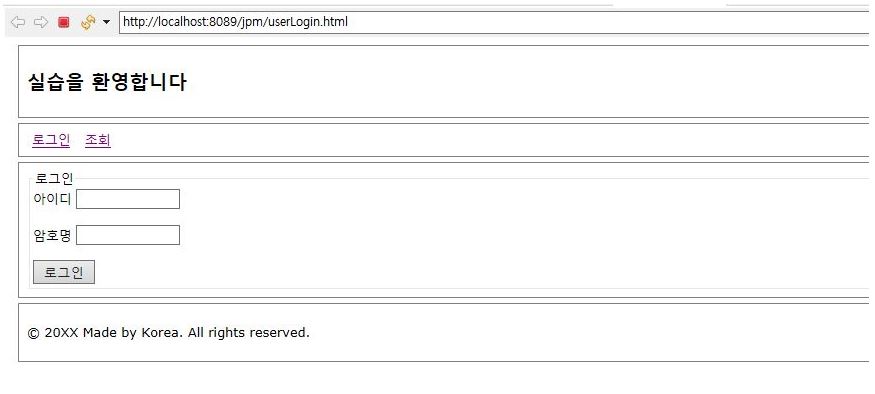 http://localhost:8089/jpm/userLogin.html
실습을 환영합니다
로그인 조회
로그인
아이디
암호명
로그인
© 20XX Made by Korea. All rights reserved.